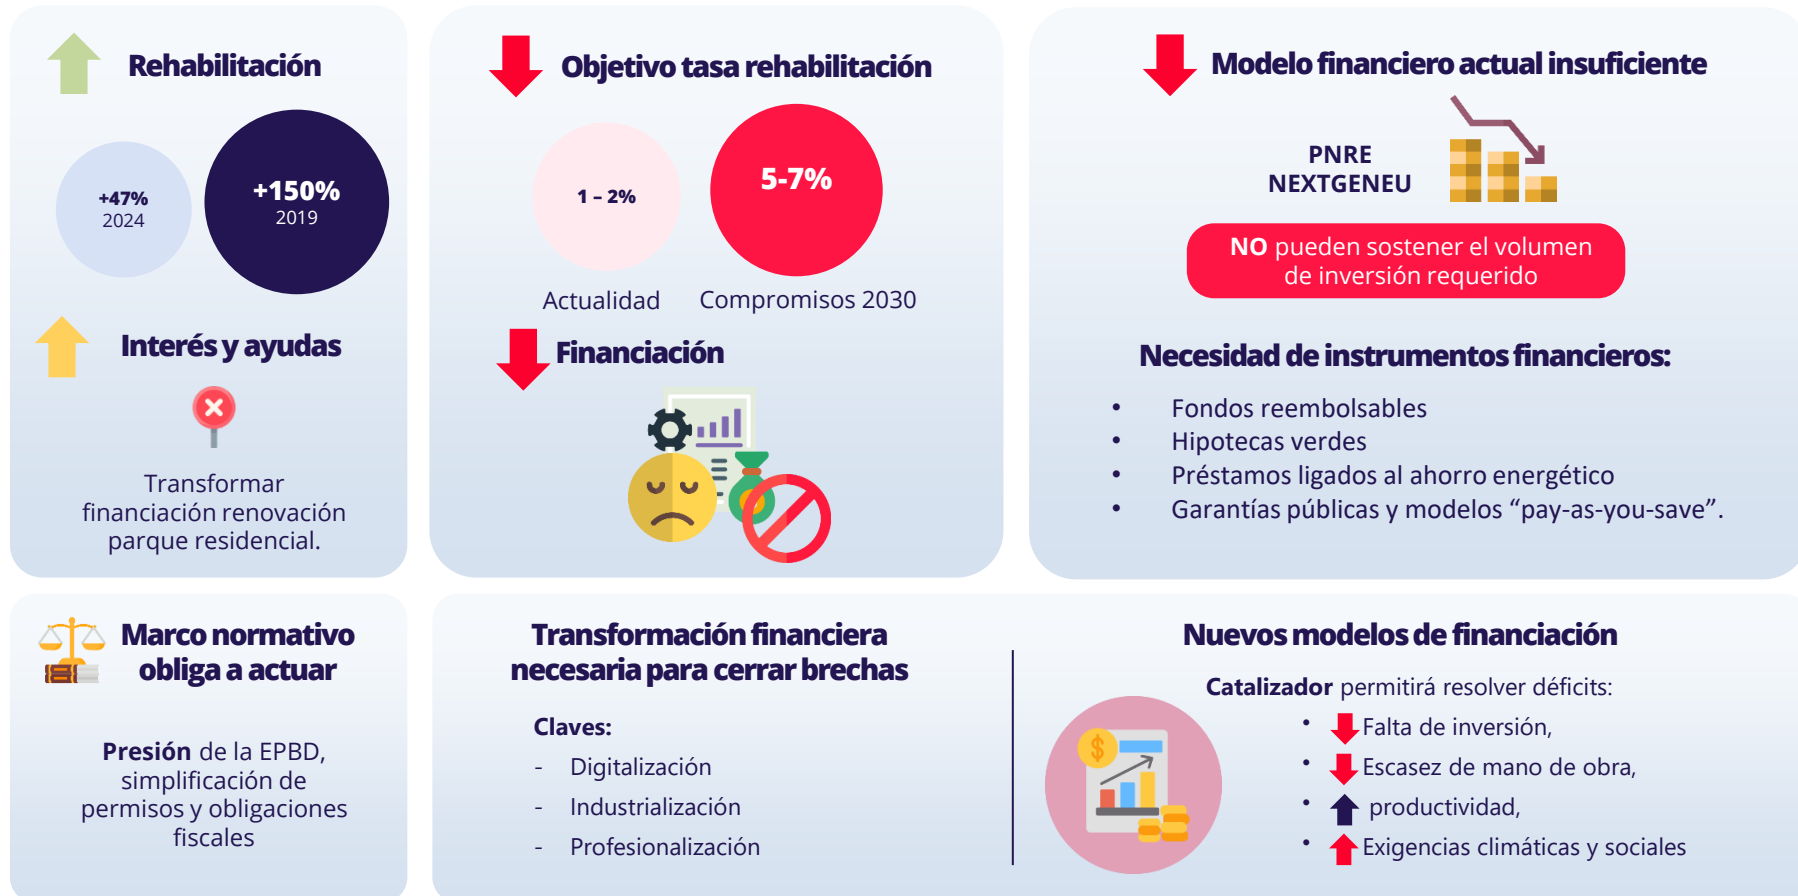 Rehabilitación
+47%
2024
+150%
2019
Interés y ayudas
Transformar
financiación renovación
parque residencial.
Objetivo tasa rehabilitación
1 – 2%
5-7%
Actualidad
Compromisos 2030
Financiación
Modelo financiero actual insuficiente
PNRE
NEXTGENEU
NO pueden sostener el volumen
de inversión requerido
Necesidad de instrumentos financieros:
• Fondos reembolsables
• Hipotecas verdes
• Préstamos ligados al ahorro energético
• Garantías públicas y modelos “pay-as-you-save”.
Marco normativo
obliga a actuar
Presión de la EPBD,
simplificación de
permisos y obligaciones
fiscales
Transformación financiera
necesaria para cerrar brechas
Claves:
- Digitalización
- Industrialización
- Profesionalización
Nuevos modelos de financiación
Catalizador permitirá resolver déficits:
• Falta de inversión,
• Escasez de mano de obra,
• productividad,
• Exigencias climáticas y sociales
$